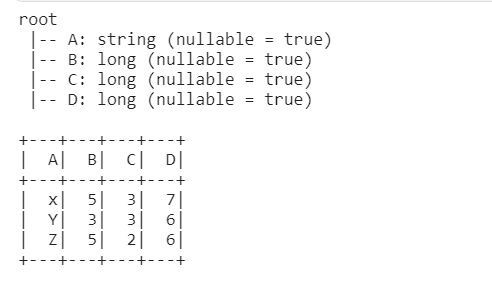 root
 |-- A: string (nullable = true)
 |-- B: long (nullable = true)
 |-- C: long (nullable = true)
 |-- D: long (nullable = true)

+---+---+---+---+
|  A|  B|  C|  D|
+---+---+---+---+
|  x|  5|  3|  7|
|  Y|  3|  3|  6|
|  Z|  5|  2|  6|
+---+---+---+---+